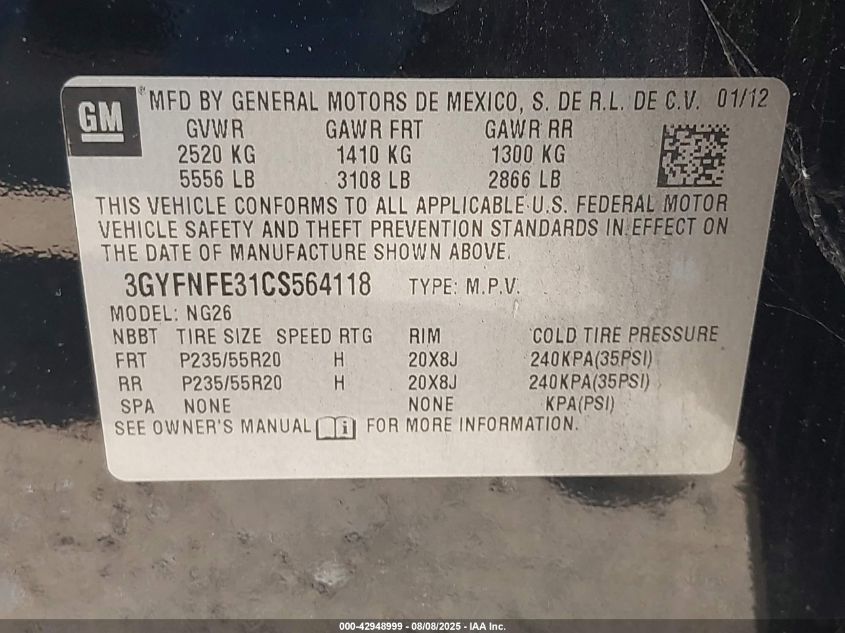 GM ® MFD BY GENERAL MOTORS DE MEXICO, S. DE R.L. DE C.V. 01/12
GVWR GAWR FRT GAWR RR
2520 KG 1410 KG 1300 KG
5556 LB 3108 LB 2866 LB
THIS VEHICLE CONFORMS TO ALL APPLICABLE U.S. FEDERAL MOTOR
VEHICLE SAFETY AND THEFT PREVENTION STANDARDS IN EFFECT ON
THE DATE OF MANUFACTURE SHOWN ABOVE.
3GYFNFE31CS564118 TYPE: M.P.V.
MODEL: NG26
NBBT TIRE SIZE SPEED RTG RIM COLD TIRE PRESSURE
FRT P235/55R20 H 20X8J 240KPA(35PSI)
RR P235/55R20 H 20X8J 240KPA(35PSI)
SPA NONE NONE KPA(PSI)
SEE OWNER'S MANUAL i FOR MORE INFORMATION.
000-42948999 - 08/08/2025 - IAA Inc.